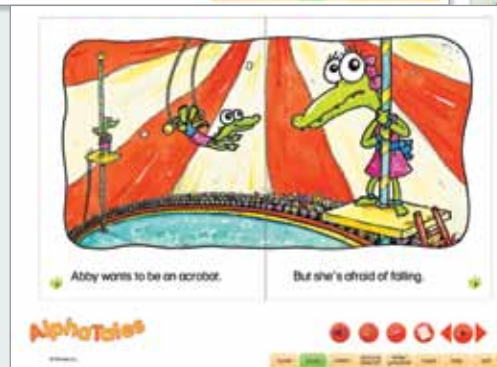 Abby wants to be an acrobat.
But she's afraid of falling.
AlphaTales